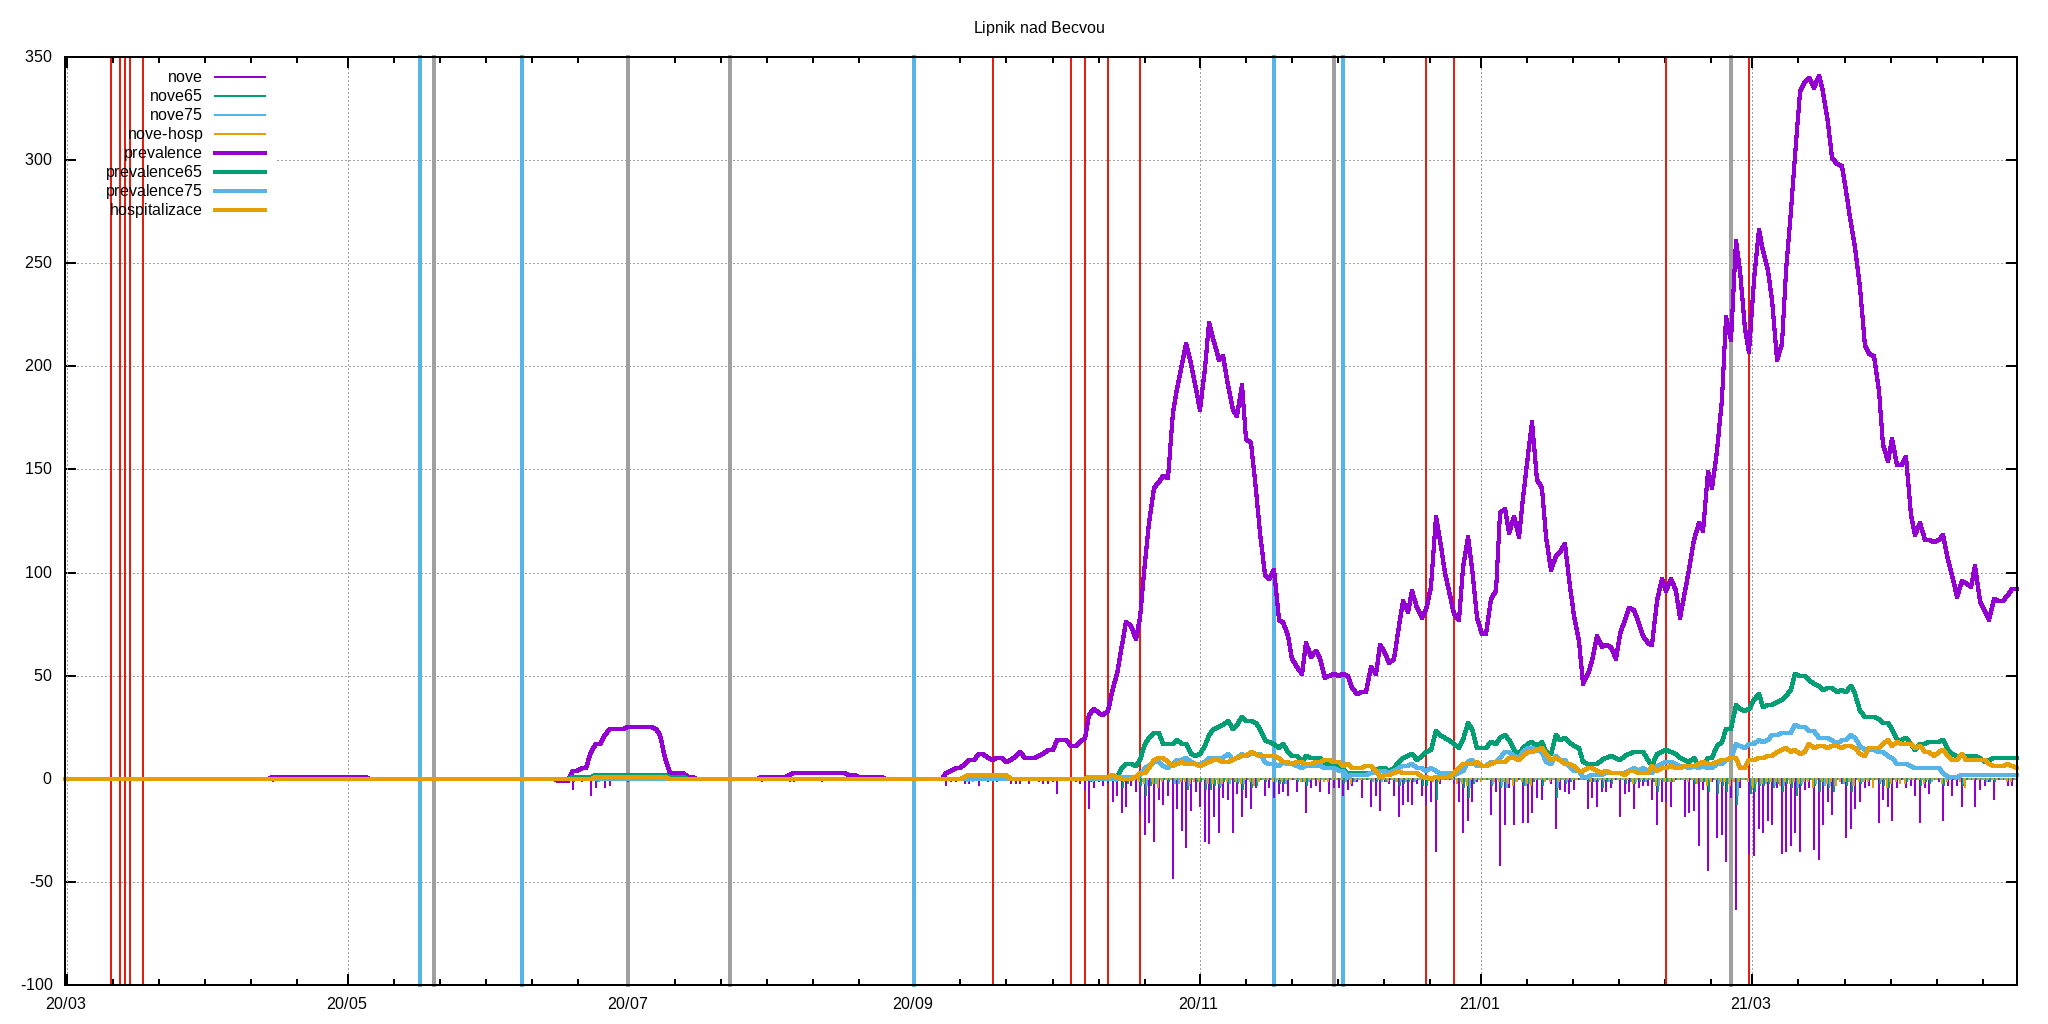 Lipnik nad Becvou
350
300
250
200
150
100
50
0
-50
-100
nove
nove65
nove75
nove-hosp
prevalence
prevalence65
prevalence75
hospitalizace
20/03 20/05 20/07 20/09 20/11 21/01 21/03